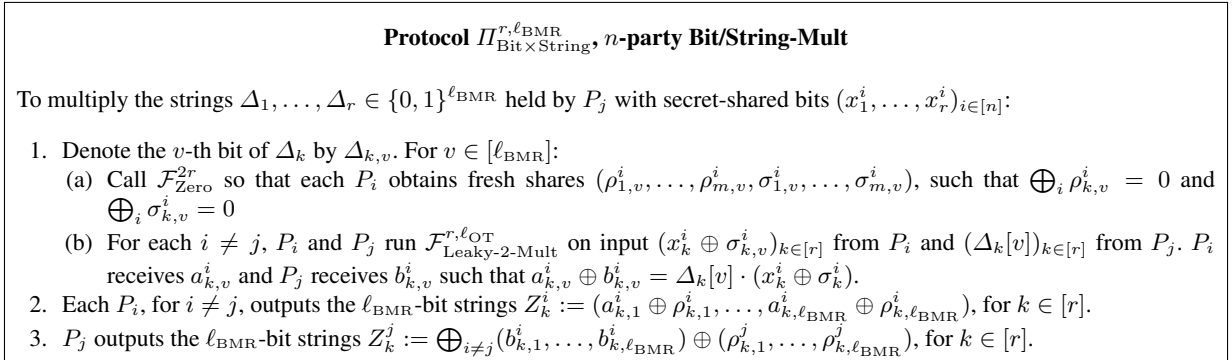 Protocol Π^{r,ℓ_BMR}_{Bit×String}, n-party Bit/String-Mult
To multiply the strings Δ_1, . . . , Δ_r ∈ {0, 1}^{ℓ_BMR} held by P_j with secret-shared bits (x^i_1, . . . , x^i_r)_{i∈[n]}:
1. Denote the v-th bit of Δ_k by Δ_{k,v}. For v ∈ [ℓ_BMR]:
(a) Call F^{2r}_{Zero} so that each P_i obtains fresh shares (ρ^i_{1,v}, . . . , ρ^i_{m,v}, σ^i_{1,v}, . . . , σ^i_{m,v}), such that ⨁_i ρ^i_{k,v} = 0 and
⨁_i σ^i_{k,v} = 0
(b) For each i ≠ j, P_i and P_j run F^{r,ℓ_OT}_{Leaky-2-Mult} on input (x^i_k ⊕ σ^i_{k,v})_{k∈[r]} from P_i and (Δ_k[v])_{k∈[r]} from P_j. P_i
receives a^i_{k,v} and P_j receives b^i_{k,v} such that a^i_{k,v} ⊕ b^i_{k,v} = Δ_k[v] · (x^i_k ⊕ σ^i_k).
2. Each P_i, for i ≠ j, outputs the ℓ_BMR-bit strings Z^i_k := (a^i_{k,1} ⊕ ρ^i_{k,1}, . . . , a^i_{k,ℓ_BMR} ⊕ ρ^i_{k,ℓ_BMR}), for k ∈ [r].
3. P_j outputs the ℓ_BMR-bit strings Z^j_k := ⨁_{i≠j}(b^i_{k,1}, . . . , b^i_{k,ℓ_BMR}) ⊕ (ρ^j_{k,1}, . . . , ρ^j_{k,ℓ_BMR}), for k ∈ [r].